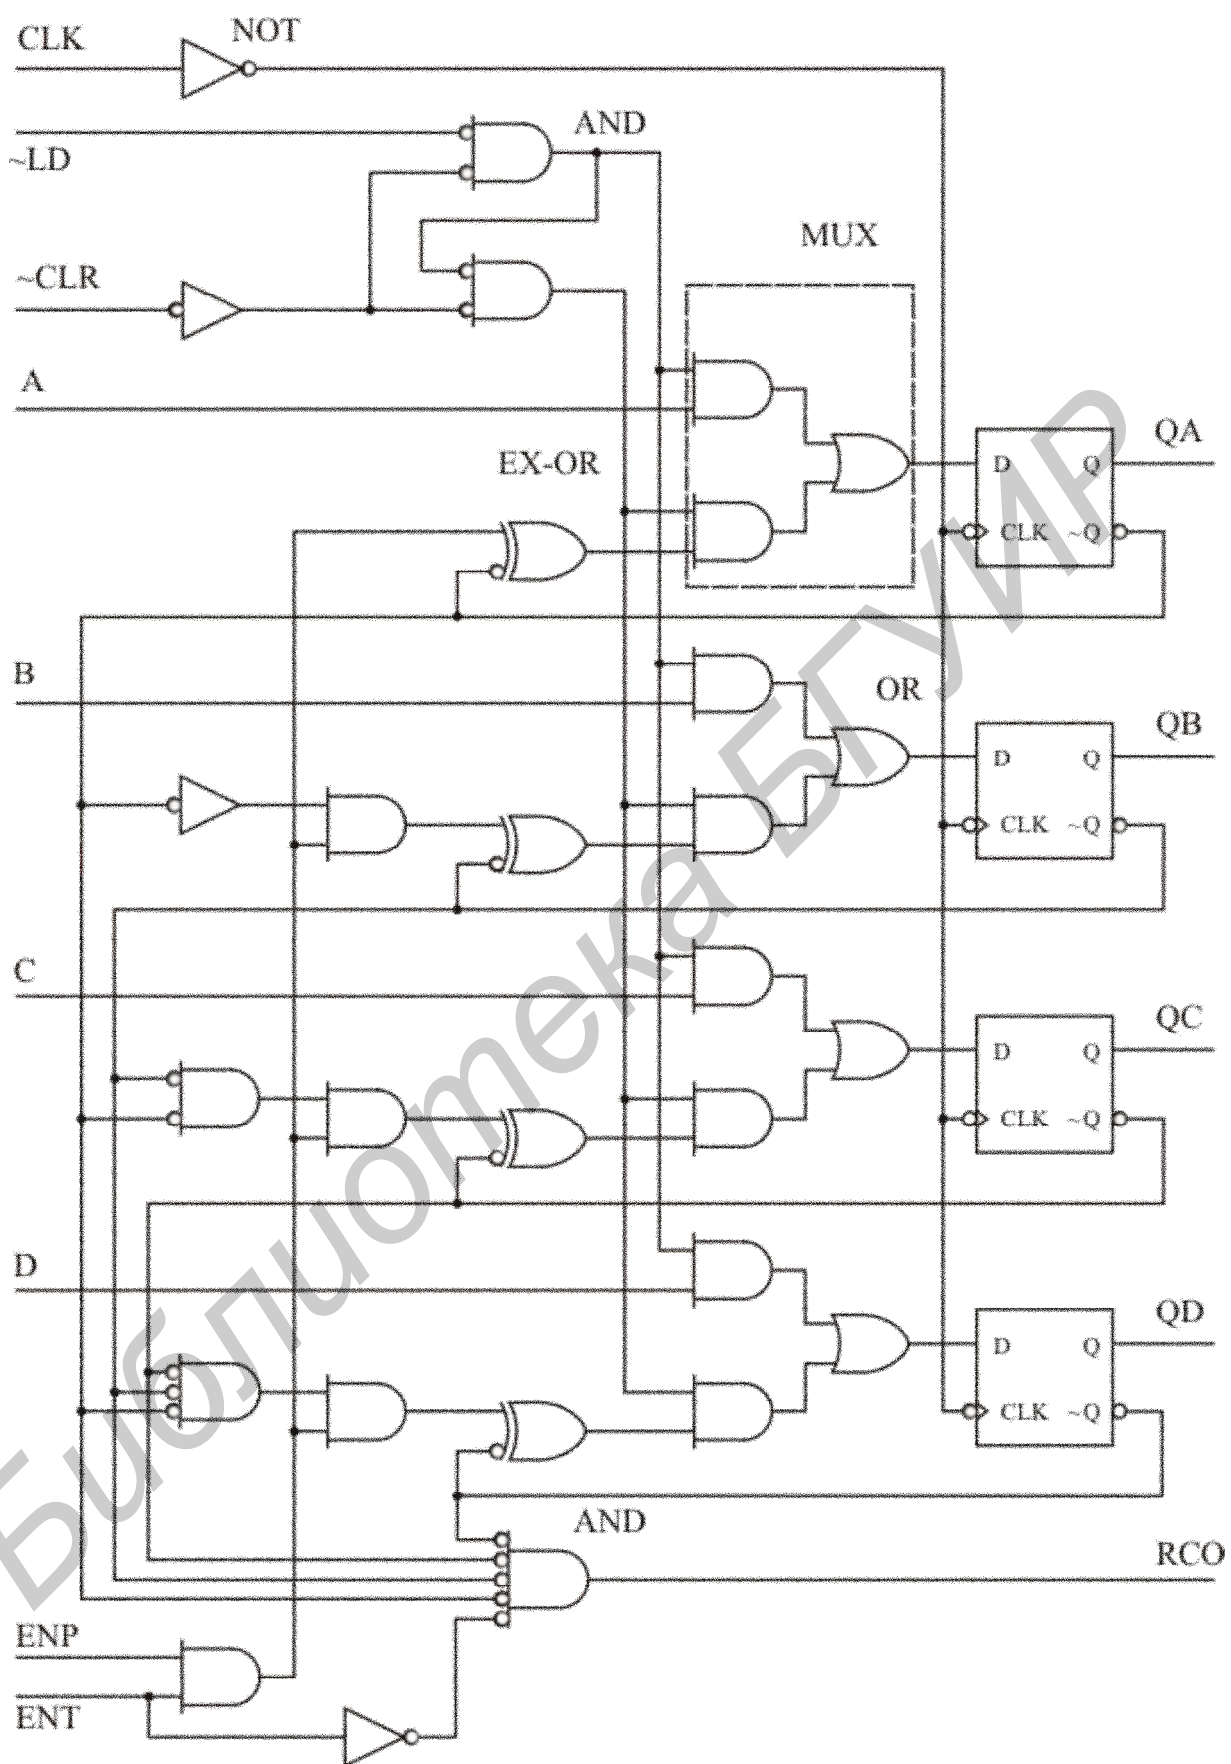 CLK
NOT
~LD
AND
~CLR
MUX
A
EX-OR
D Q
CLK ~Q
QA
B
OR
D Q
CLK ~Q
QB
C
D Q
CLK ~Q
QC
D
D Q
CLK ~Q
QD
AND
RCO
ENP
ENT
Библиотека БГУИР